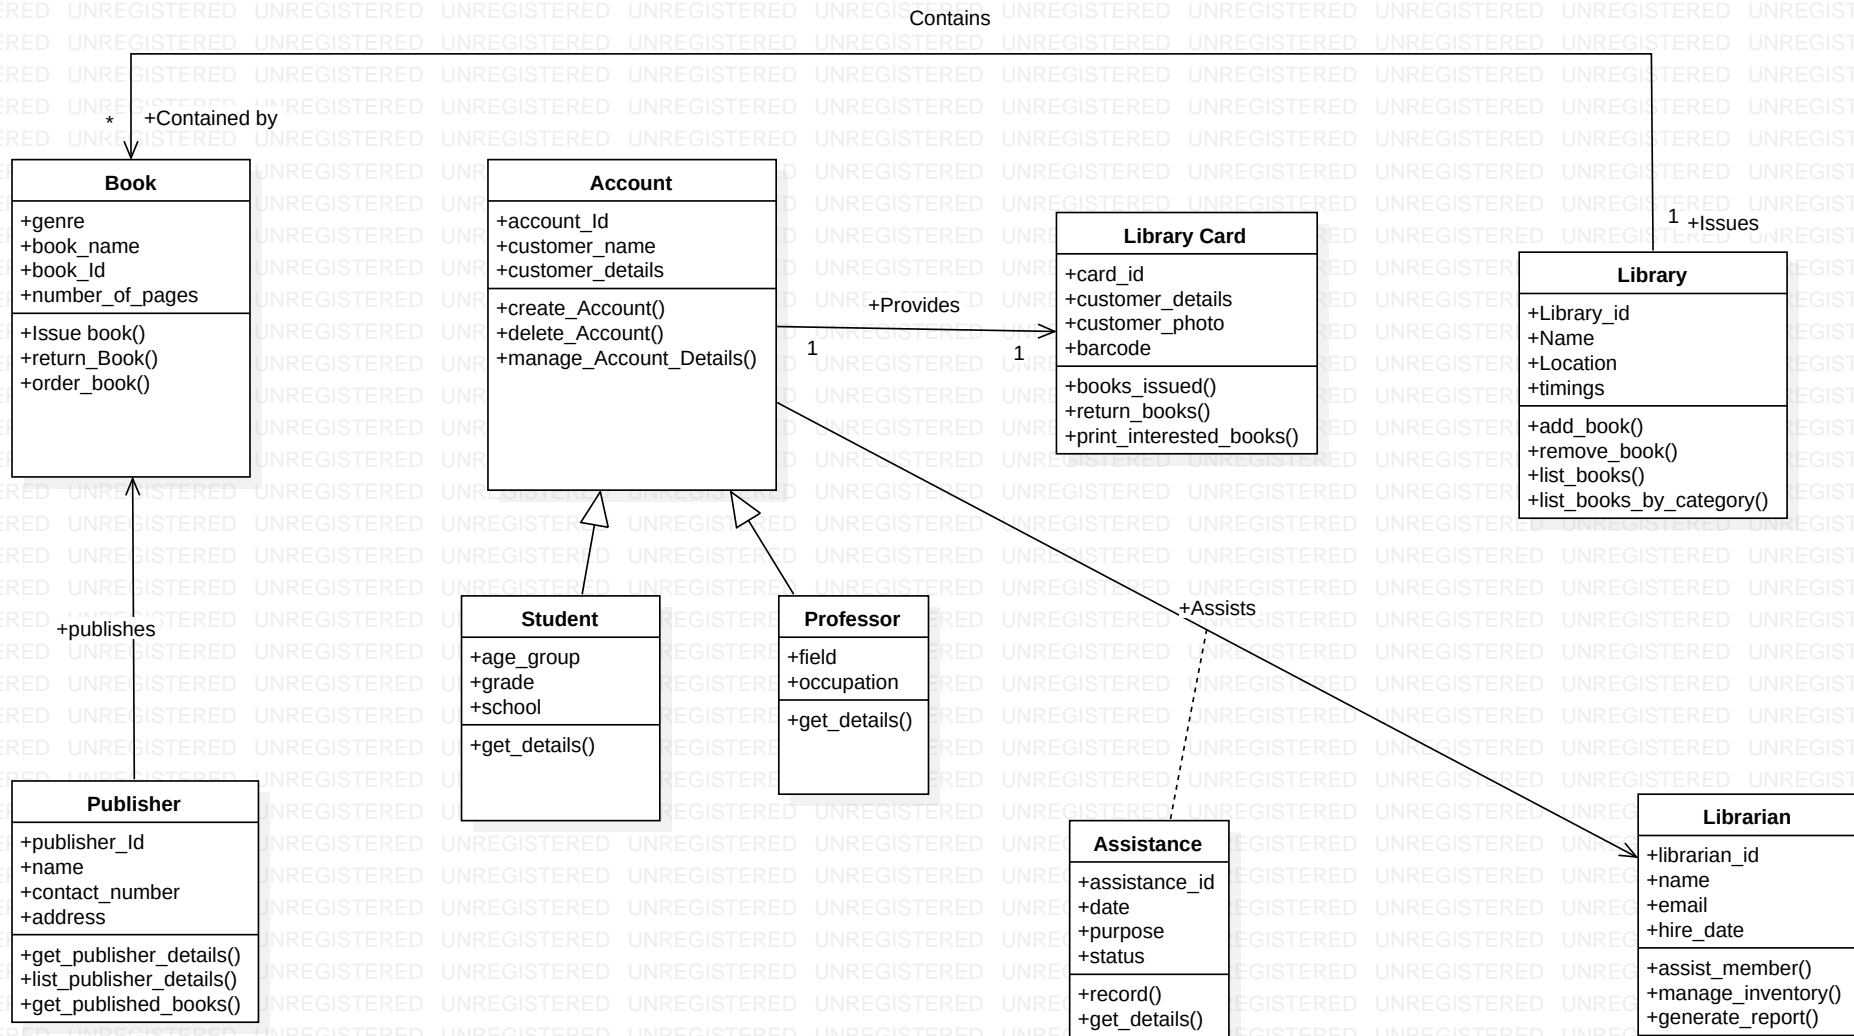 Contains
*
+Contained by
Book
+genre
+book_name
+book_Id
+number_of_pages
+Issue book()
+return_Book()
+order_book()
Account
+account_Id
+customer_name
+customer_details
+create_Account()
+delete_Account()
+manage_Account_Details()
+Provides
1
1
Library Card
+card_id
+customer_details
+customer_photo
+barcode
+books_issued()
+return_books()
+print_interested_books()
1
+Issues
Library
+Library_id
+Name
+Location
+timings
+add_book()
+remove_book()
+list_books()
+list_books_by_category()
+publishes
Student
+age_group
+grade
+school
+get_details()
Professor
+field
+occupation
+get_details()
+Assists
Publisher
+publisher_Id
+name
+contact_number
+address
+get_publisher_details()
+list_publisher_details()
+get_published_books()
Assistance
+assistance_id
+date
+purpose
+status
+record()
+get_details()
Librarian
+librarian_id
+name
+email
+hire_date
+assist_member()
+manage_inventory()
+generate_report()
UNREGISTERED